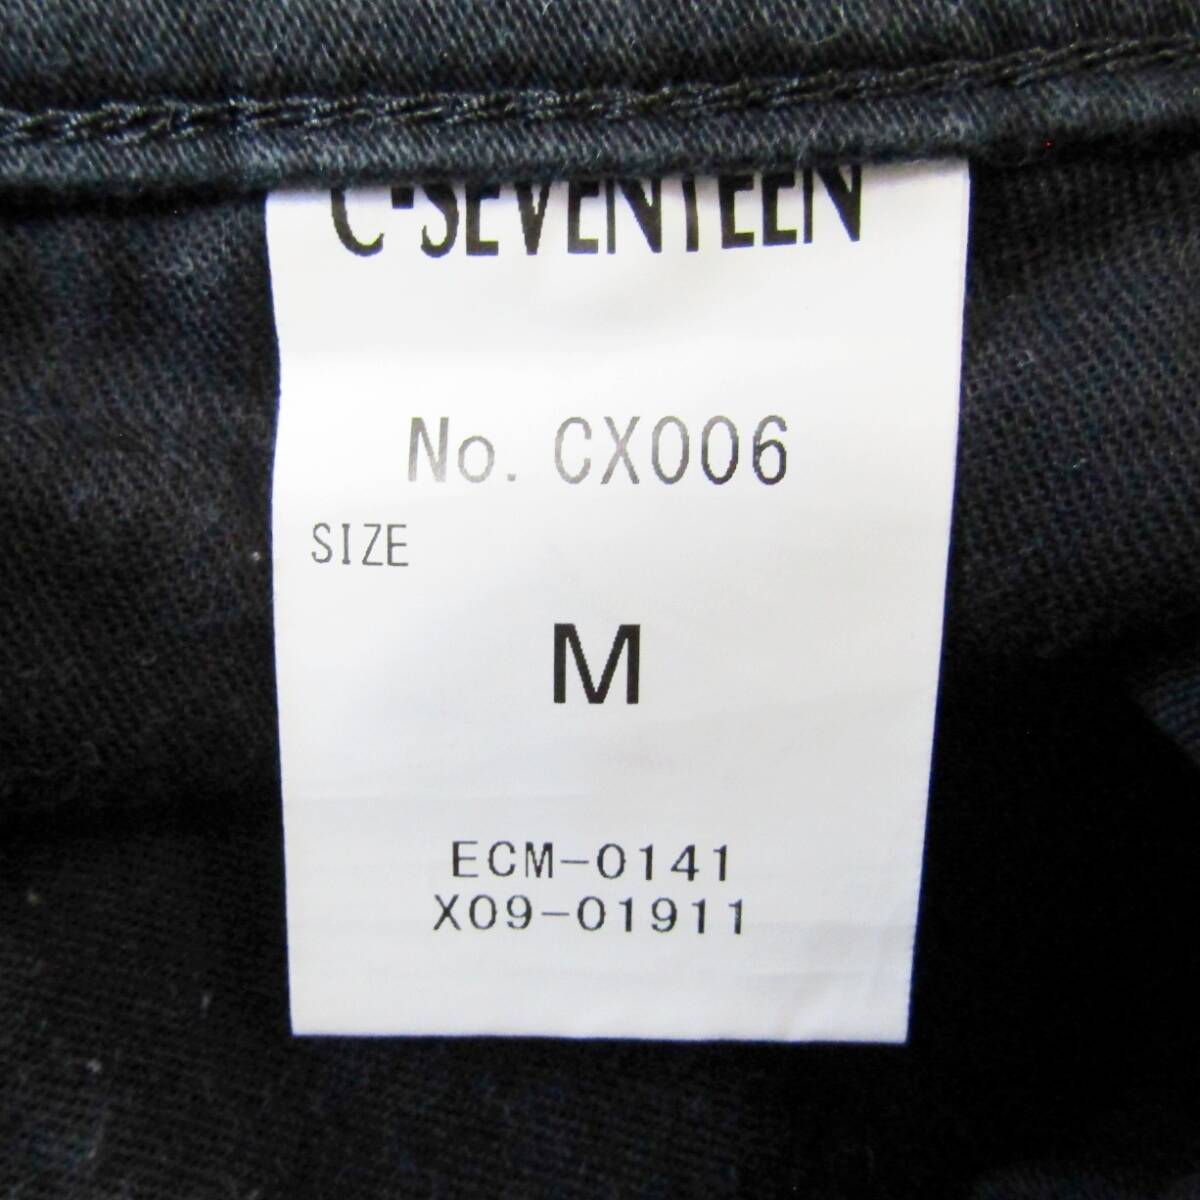 C-SEVENTEEN
No. CX006
SIZE
M
ECM-0141
X09-01911